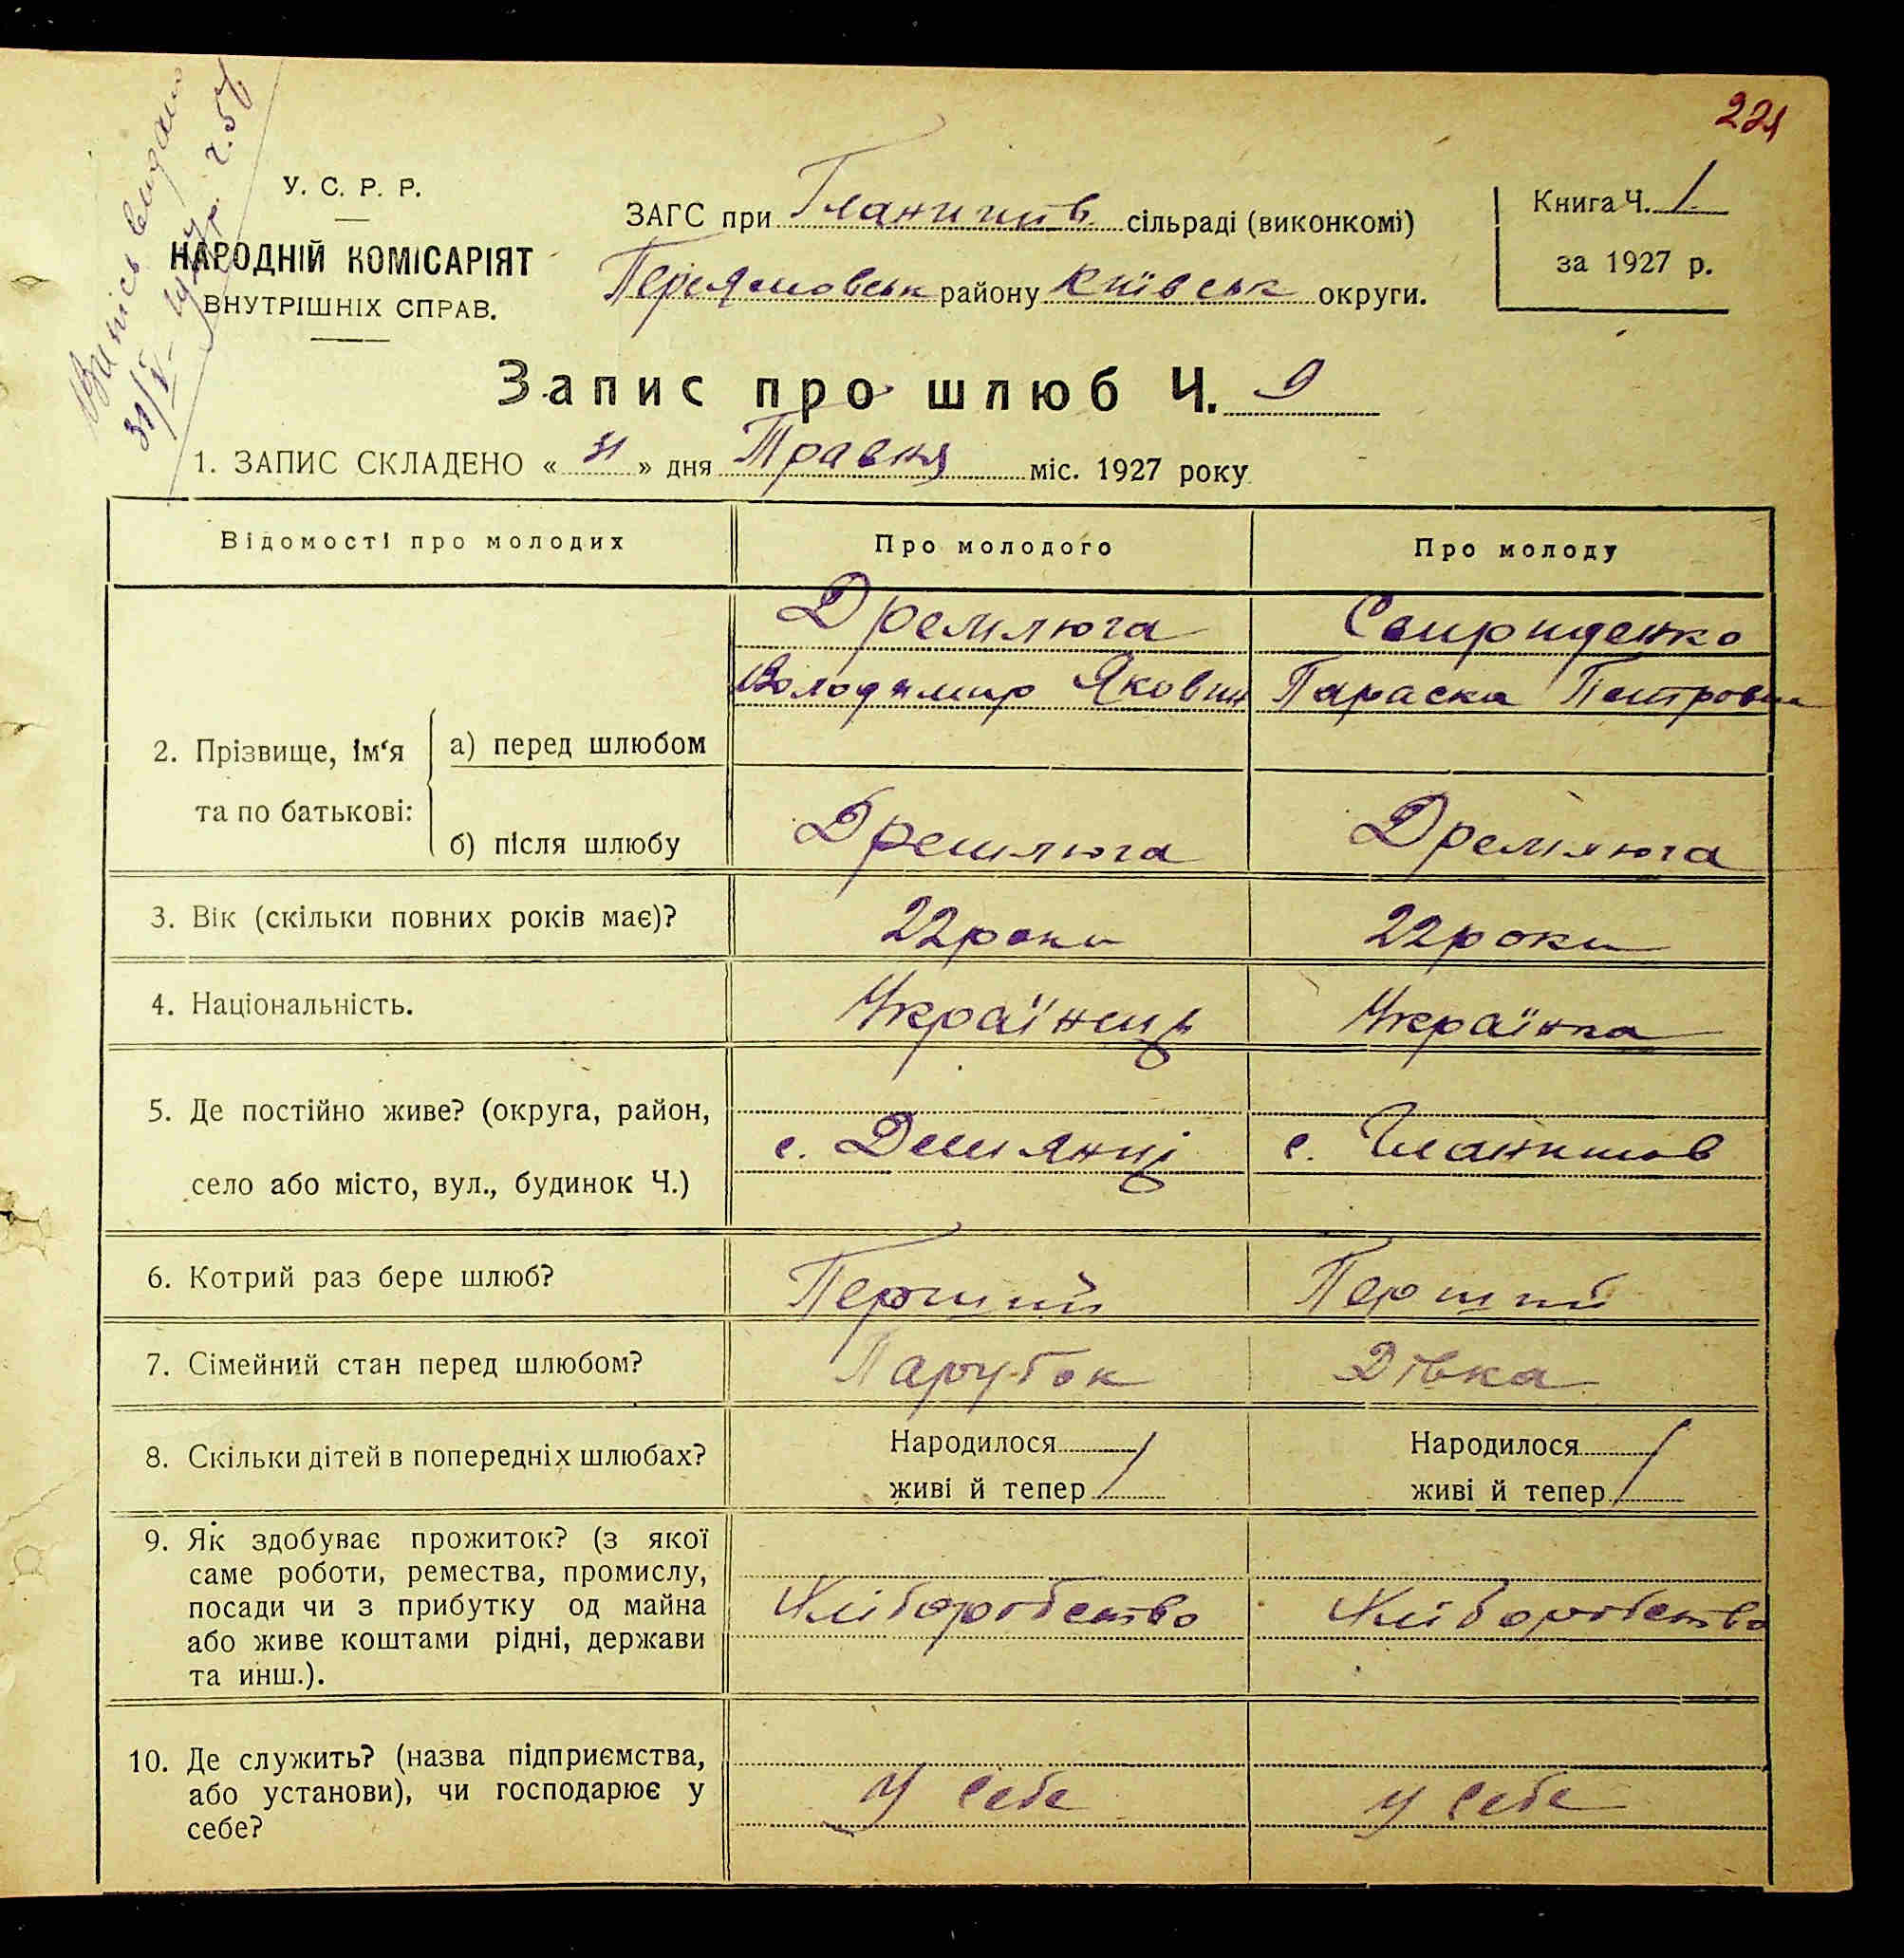 221
Випись видано
31/V 1927 р. ч. 57
У. С. Р. Р.
НАРОДНІЙ КОМІСАРІЯТ
ВНУТРІШНІХ СПРАВ.
ЗАГС при Гланишів сільраді (виконкомі)
Переяславськ району Київськ округи.
Книга Ч. 1
за 1927 р.
Запис про шлюб Ч. 9
1. ЗАПИС СКЛАДЕНО « 31 » дня Травня міс. 1927 року
Відомості про молодих
Про молодого
Про молоду
2. Прізвище, ім‘я
та по батькові:
а) перед шлюбом
Дремлюга
Володимир Якович
Свириденко
Параска Петровна
б) після шлюбу
Дремлюга
Дремлюга
3. Вік (скільки повних років має)?
22 роки
22 роки
4. Національність.
Українець
Українка
5. Де постійно живе? (округа, район,
село або місто, вул., будинок Ч.)
с. Демянці
с. Гланишов
6. Котрий раз бере шлюб?
Перший
Перший
7. Сімейний стан перед шлюбом?
Парубок
Дівка
8. Скільки дітей в попередніх шлюбах?
Народилося /
живі й тепер
Народилося /
живі й тепер
9. Як здобуває прожиток? (з якої
саме роботи, ремества, промислу,
посади чи з прибутку од майна
або живе коштами рідні, держави
та инш.).
Хліборобство
Хліборобство
10. Де служить? (назва підприємства,
або установи), чи господарює у
себе?
У себе
У себе